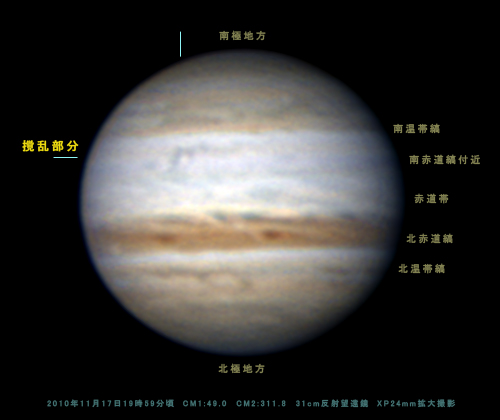 南極地方
南温帯縞
撹乱部分
南赤道縞付近
赤道帯
北赤道縞
北温帯縞
北極地方
2010年11月17日19時59分頃 CM1:49.0 CM2:311.8 31cm反射望遠鏡 XP24mm拡大撮影